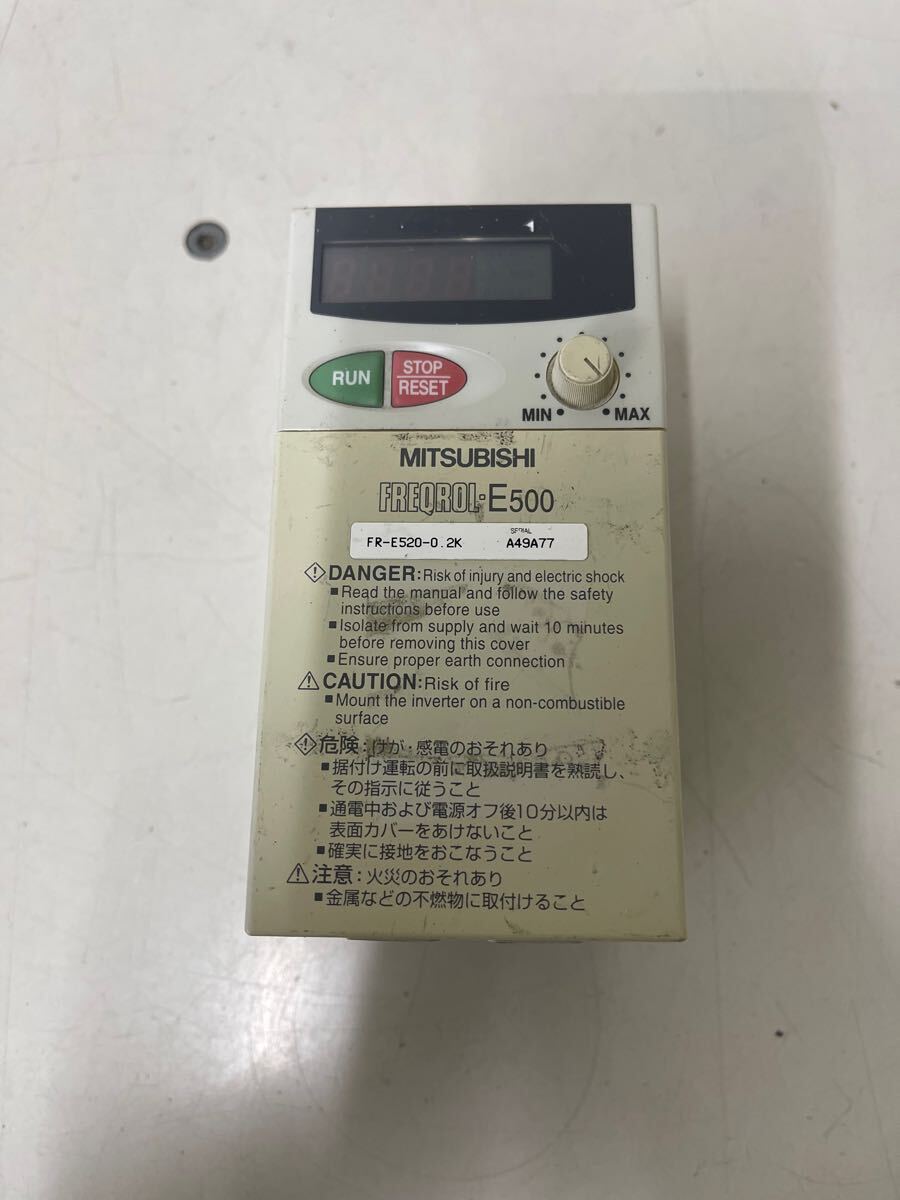 RUN
STOP
RESET
MIN MAX
MITSUBISHI
FREQROL-E500
SERIAL
FR-E520-0.2K A49A77
DANGER:Risk of injury and electric shock
■Read the manual and follow the safety
instructions before use
■Isolate from supply and wait 10 minutes
before removing this cover
■Ensure proper earth connection
CAUTION:Risk of fire
■Mount the inverter on a non-combustible
surface
危険:けが・感電のおそれあり
■据付け運転の前に取扱説明書を熟読し、
その指示に従うこと
■通電中および電源オフ後10分以内は
表面カバーをあけないこと
■確実に接地をおこなうこと
注意:火災のおそれあり
■金属などの不燃物に取付けること